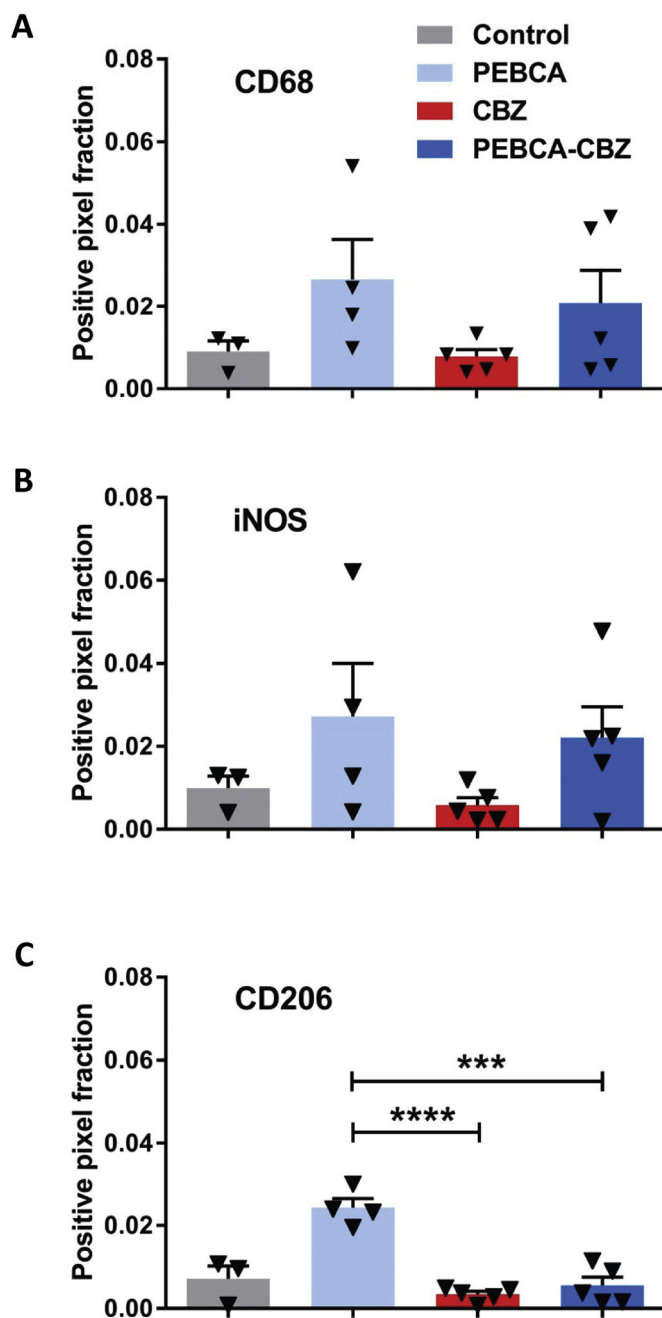 A
Control
PEBCA
CBZ
PEBCA-CBZ
CD68
Positive pixel fraction
0.08
0.06
0.04
0.02
0.00
B
iNOS
Positive pixel fraction
0.08
0.06
0.04
0.02
0.00
C
CD206
Positive pixel fraction
0.08
0.06
0.04
0.02
0.00
***
****